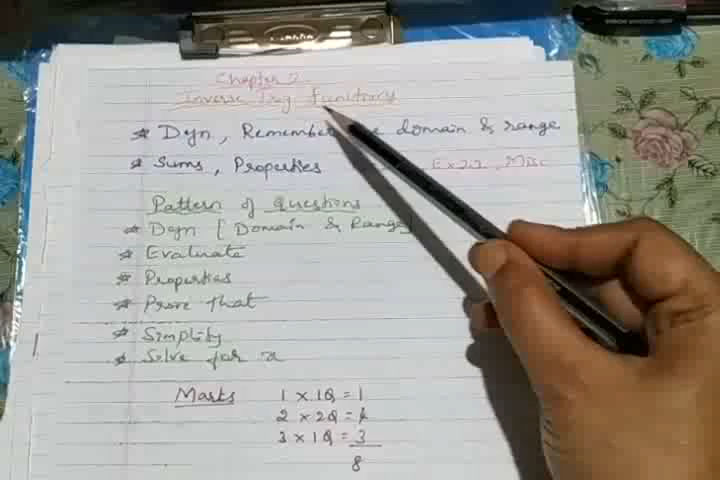 Chapter 2
Inverse Trig Functions
* Dyn, Remember domain & range
* Sums, Properties Ex 2.2, Misc
Pattern of Questions
* Dyn [Domain & Range]
* Evaluate
* Properties
* Prove that
* Simplify
* Solve for x
Marks 1 × 1Q = 1
2 × 2Q = 4
3 × 1Q = 3
8